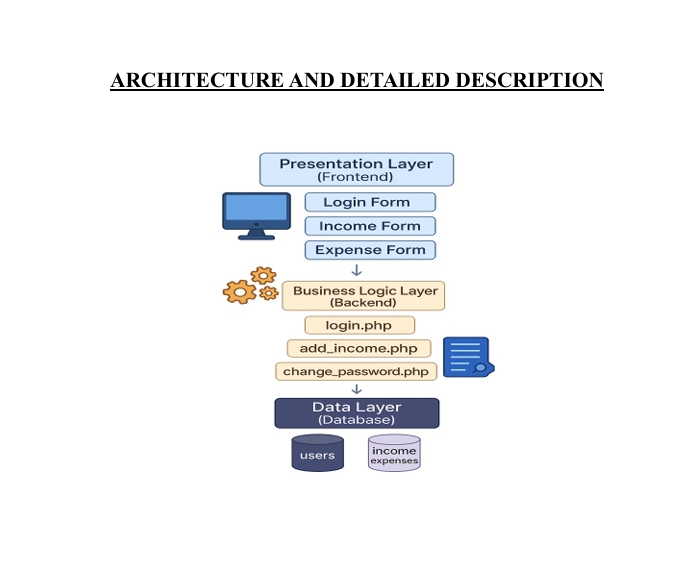 ARCHITECTURE AND DETAILED DESCRIPTION
Presentation Layer
(Frontend)
Login Form
Income Form
Expense Form
Business Logic Layer
(Backend)
login.php
add_income.php
change_password.php
Data Layer
(Database)
users
income
expenses